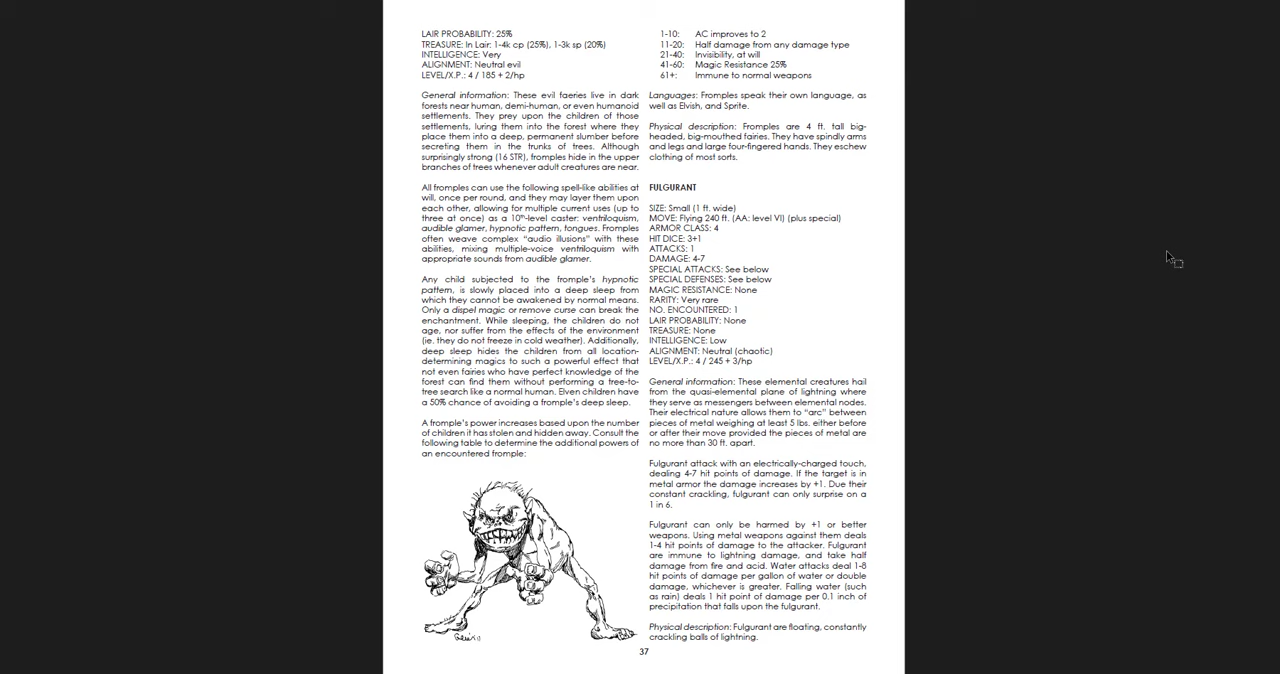 LAIR PROBABILITY: 25%
TREASURE: In Lair: 1-4k cp (25%), 1-3k sp (20%)
INTELLIGENCE: Very
ALIGNMENT: Neutral evil
LEVEL/X.P.: 4 / 185 + 2/hp
General information: These evil faeries live in dark
forests near human, demi-human, or even humanoid
settlements. They prey upon the children of those
settlements, luring them into the forest where they
place them into a deep, permanent slumber before
secreting them in the trunks of trees. Although
surprisingly strong (16 STR), fromples hide in the upper
branches of trees whenever adult creatures are near.
All fromples can use the following spell-like abilities at
will, once per round, and they may layer them upon
each other, allowing for multiple current uses (up to
three at once) as a 10th-level caster: ventriloquism,
audible glamer, hypnotic pattern, tongues. Fromples
often weave complex "audio illusions" with these
abilities, mixing multiple-voice ventriloquism with
appropriate sounds from audible glamer.
Any child subjected to the fromple's hypnotic
pattern, is slowly placed into a deep sleep from
which they cannot be awakened by normal means.
Only a dispel magic or remove curse can break the
enchantment. While sleeping, the children do not
age, nor suffer from the effects of the environment
(ie. they do not freeze in cold weather). Additionally,
deep sleep hides the children from all location-
determining magics to such a powerful effect that
not even fairies who have perfect knowledge of the
forest can find them without performing a tree-to-
tree search like a normal human. Elven children have
a 50% chance of avoiding a fromple's deep sleep.
A fromple's power increases based upon the number
of children it has stolen and hidden away. Consult the
following table to determine the additional powers of
an encountered fromple:
1-10: AC improves to 2
11-20: Half damage from any damage type
21-40: Invisibility, at will
41-60: Magic Resistance 25%
61+: Immune to normal weapons
Languages: Fromples speak their own language, as
well as Elvish, and Sprite.
Physical description: Fromples are 4 ft. tall big-
headed, big-mouthed fairies. They have spindly arms
and legs and large four-fingered hands. They eschew
clothing of most sorts.
FULGURANT
SIZE: Small (1 ft. wide)
MOVE: Flying 240 ft. (AA: level VI) (plus special)
ARMOR CLASS: 4
HIT DICE: 3+1
ATTACKS: 1
DAMAGE: 4-7
SPECIAL ATTACKS: See below
SPECIAL DEFENSES: See below
MAGIC RESISTANCE: None
RARITY: Very rare
NO. ENCOUNTERED: 1
LAIR PROBABILITY: None
TREASURE: None
INTELLIGENCE: Low
ALIGNMENT: Neutral (chaotic)
LEVEL/X.P.: 4 / 245 + 3/hp
General information: These elemental creatures hail
from the quasi-elemental plane of lightning where
they serve as messengers between elemental nodes.
Their electrical nature allows them to "arc" between
pieces of metal weighing at least 5 lbs. either before
or after their move provided the pieces of metal are
no more than 30 ft. apart.
Fulgurant attack with an electrically-charged touch,
dealing 4-7 hit points of damage. If the target is in
metal armor the damage increases by +1. Due their
constant crackling, fulgurant can only surprise on a
1 in 6.
Fulgurant can only be harmed by +1 or better
weapons. Using metal weapons against them deals
1-4 hit points of damage to the attacker. Fulgurant
are immune to lightning damage, and take half
damage from fire and acid. Water attacks deal 1-8
hit points of damage per gallon of water or double
damage, whichever is greater. Falling water (such
as rain) deals 1 hit point of damage per 0.1 inch of
precipitation that falls upon the fulgurant.
Physical description: Fulgurant are floating, constantly
crackling balls of lightning.
37